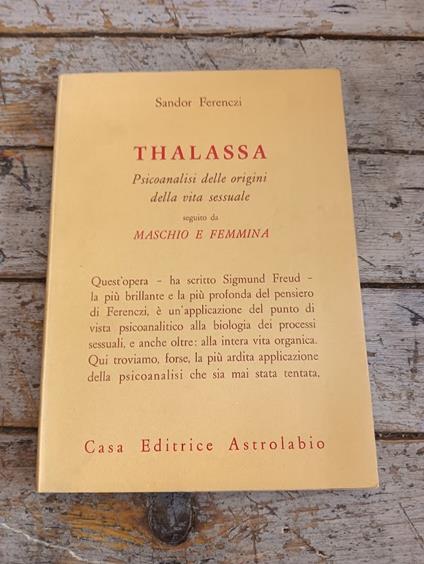 Sandor Ferenczi
THALASSA
Psicoanalisi delle origini
della vita sessuale
seguito da
MASCHIO E FEMMINA
Quest'opera - ha scritto Sigmund Freud -
la più brillante e la più profonda del pensiero
di Ferenczi, è un'applicazione del punto di
vista psicoanalitico alla biologia dei processi
sessuali, e anche oltre: alla intera vita organica.
Qui troviamo, forse, la più ardita applicazione
della psicoanalisi che sia mai stata tentata.
Casa Editrice Astrolabio